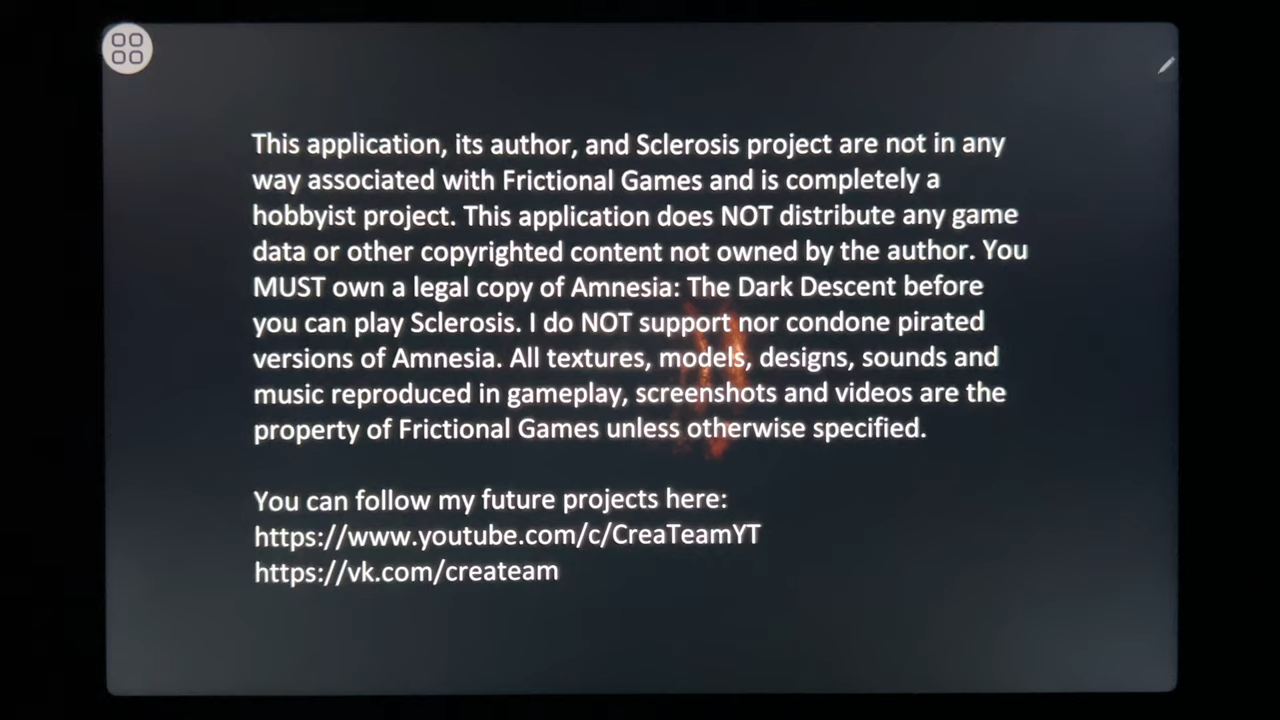 This application, its author, and Sclerosis project are not in any
way associated with Frictional Games and is completely a
hobbyist project. This application does NOT distribute any game
data or other copyrighted content not owned by the author. You
MUST own a legal copy of Amnesia: The Dark Descent before
you can play Sclerosis. I do NOT support nor condone pirated
versions of Amnesia. All textures, models, designs, sounds and
music reproduced in gameplay, screenshots and videos are the
property of Frictional Games unless otherwise specified.
You can follow my future projects here:
https://www.youtube.com/c/CreaTeamYT
https://vk.com/createam